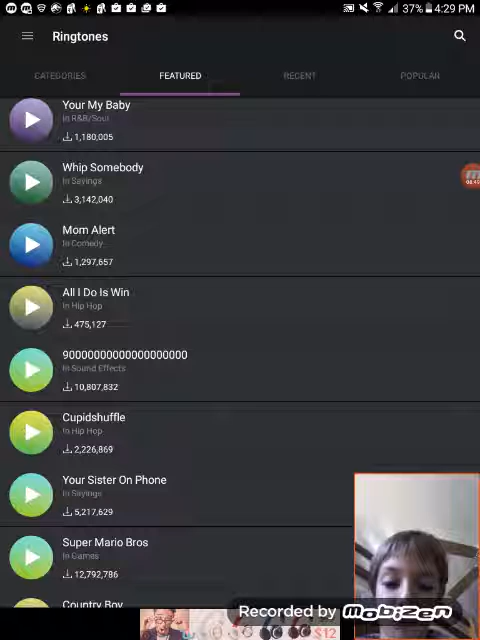 37% 4:29 PM
Ringtones
CATEGORIES FEATURED RECENT POPULAR
Your My Baby
In R&B/Soul
1,180,005
Whip Somebody
In Sayings
3,142,040
Mom Alert
In Comedy
1,297,657
All I Do Is Win
In Hip Hop
475,127
90000000000000000000
In Sound Effects
10,807,832
Cupidshuffle
In Hip Hop
2,226,869
Your Sister On Phone
In Sayings
5,217,629
Super Mario Bros
In Games
12,792,786
Country Boy
$12
Recorded by Mobizen